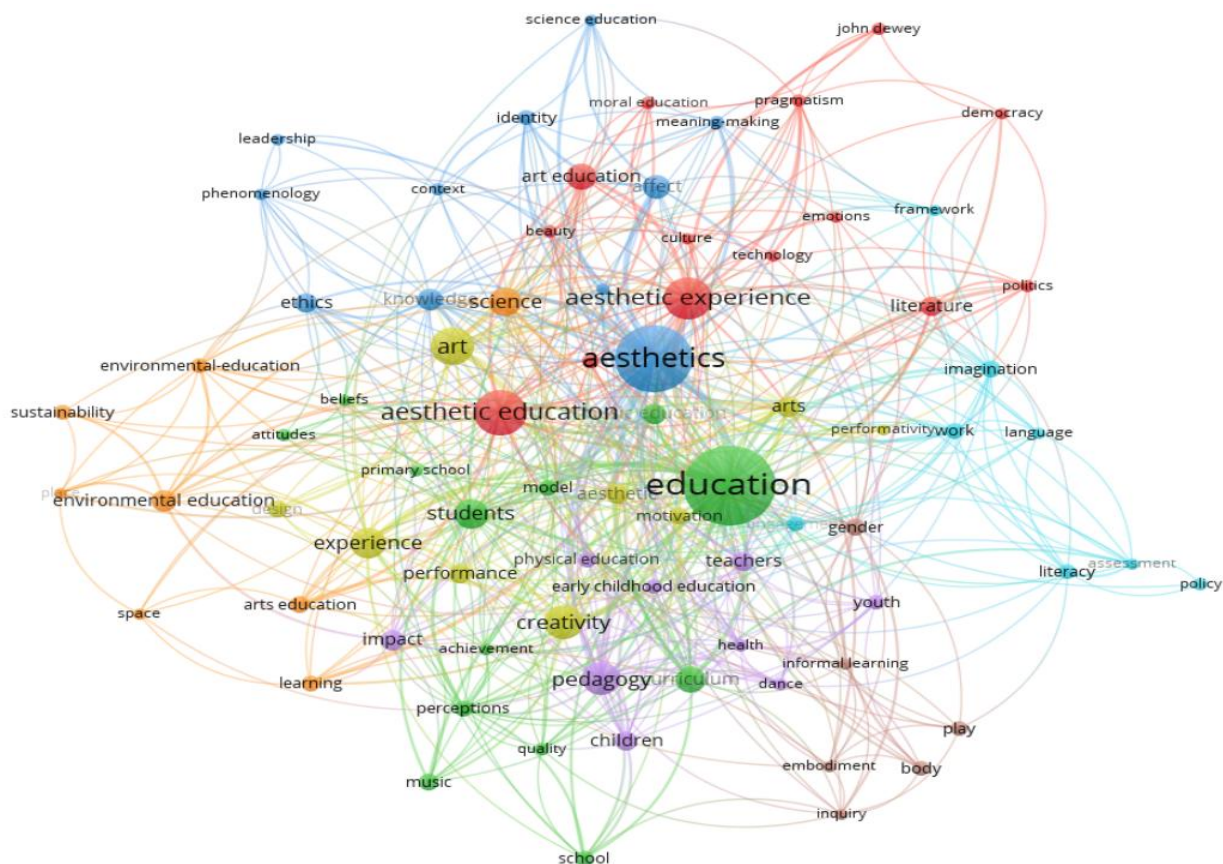 science education
john dewey
moral education
pragmatism
identity
meaning-making
democracy
leadership
art education
affect
phenomenology
context
framework
beauty
culture
emotions
technology
politics
ethics
knowledge
science
aesthetic experience
literature
art
aesthetics
environmental-education
imagination
beliefs
sustainability
aesthetic education
education
arts
attitudes
performativity
work
language
primary school
place
environmental education
design
model
aesthetic
education
students
motivation
gender
experience
physical education
teachers
performance
early childhood education
literacy
assessment
policy
space
arts education
youth
impact
creativity
achievement
health
informal learning
learning
pedagogy
curriculum
dance
perceptions
children
play
quality
embodiment
body
music
inquiry
school